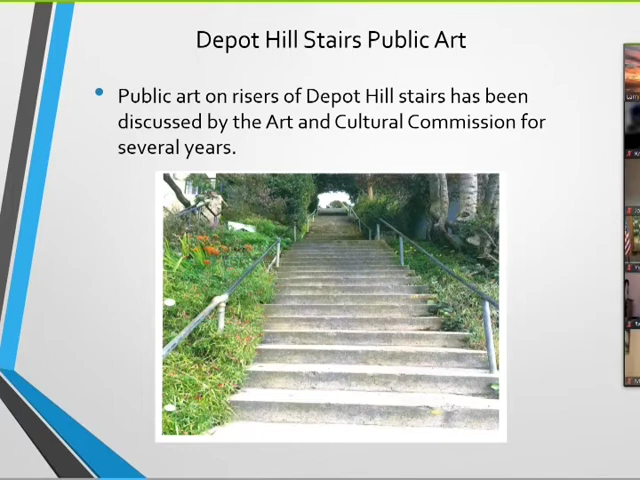 Depot Hill Stairs Public Art
Public art on risers of Depot Hill stairs has been
discussed by the Art and Cultural Commission for
several years.